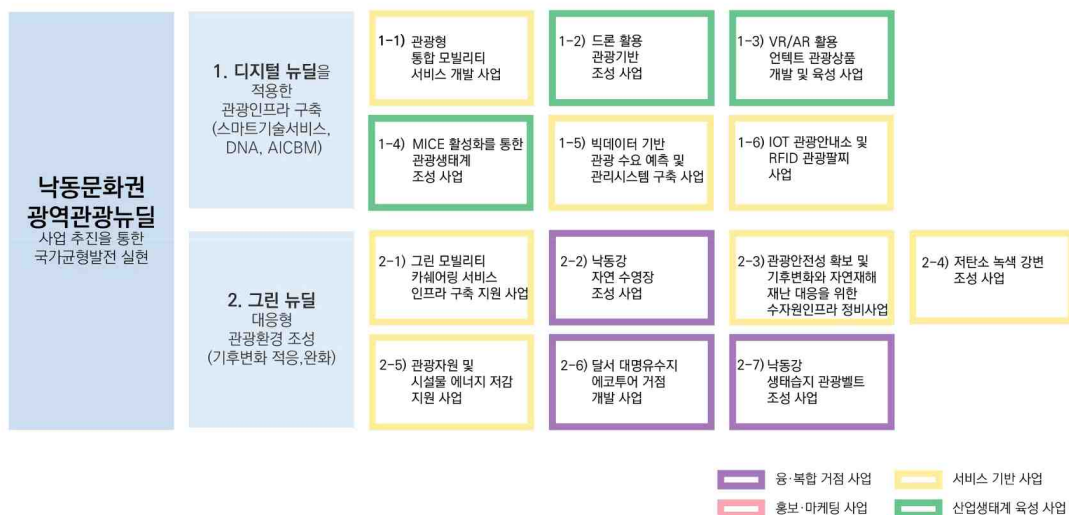 낙동문화권
광역관광뉴딜
사업 추진을 통한
국가균형발전 실현
1. 디지털 뉴딜을
적용한
관광인프라 구축
(스마트기술서비스,
DNA, AICBM)
1-1) 관광형
통합 모빌리티
서비스 개발 사업
1-2) 드론 활용
관광기반
조성 사업
1-3) VR/AR 활용
언텍트 관광상품
개발 및 육성 사업
1-4) MICE 활성화를 통한
관광생태계
조성 사업
1-5) 빅데이터 기반
관광 수요 예측 및
관리시스템 구축 사업
1-6) IOT 관광안내소 및
RFID 관광팔찌
사업
2. 그린 뉴딜
대응형
관광환경 조성
(기후변화 적응,완화)
2-1) 그린 모빌리티
카쉐어링 서비스
인프라 구축 지원 사업
2-2) 낙동강
자연 수영장
조성 사업
2-3) 관광안전성 확보 및
기후변화와 자연재해
재난 대응을 위한
수자원인프라 정비사업
2-4) 저탄소 녹색 강변
조성 사업
2-5) 관광자원 및
시설물 에너지 저감
지원 사업
2-6) 달서 대명유수지
에코투어 거점
개발 사업
2-7) 낙동강
생태습지 관광벨트
조성 사업
융·복합 거점 사업
서비스 기반 사업
홍보·마케팅 사업
산업생태계 육성 사업